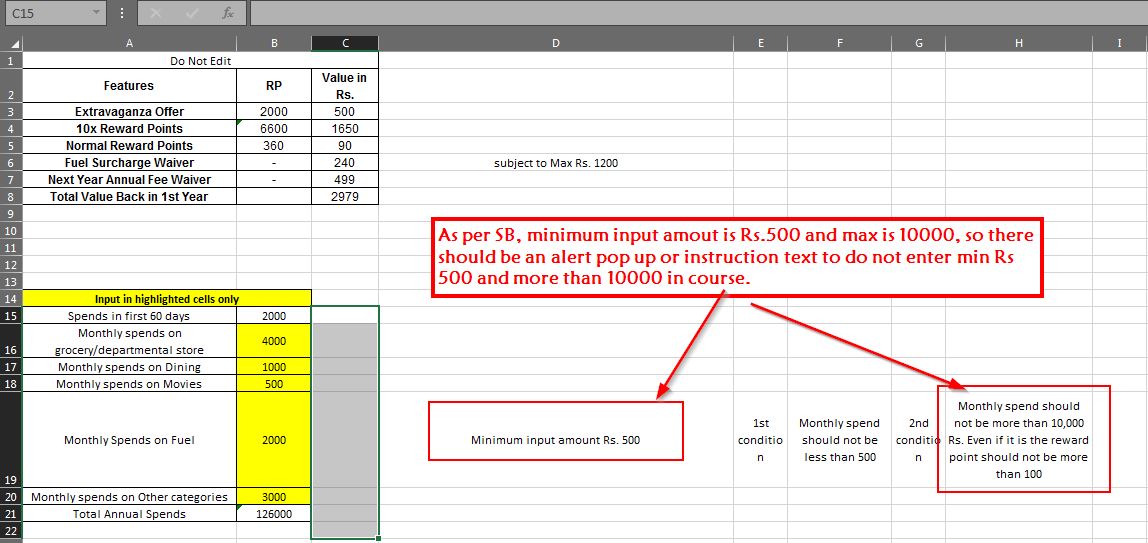 C15
fx
A B C D E F G H I
1 Do Not Edit
2 Features RP Value in Rs.
3 Extravaganza Offer 2000 500
4 10x Reward Points 6600 1650
5 Normal Reward Points 360 90
6 Fuel Surcharge Waiver - 240 subject to Max Rs. 1200
7 Next Year Annual Fee Waiver - 499
8 Total Value Back in 1st Year 2979
9
10
11
12
13
As per SB, minimum input amout is Rs.500 and max is 10000, so there
should be an alert pop up or instruction text to do not enter min Rs
500 and more than 10000 in course.
14 Input in highlighted cells only
15 Spends in first 60 days 2000
Monthly spends on
16 grocery/departmental store 4000
17 Monthly spends on Dining 1000
18 Monthly spends on Movies 500
19 Monthly Spends on Fuel 2000
Minimum input amount Rs. 500
1st
conditio
n
Monthly spend
should not be
less than 500
2nd
conditio
n
Monthly spend should
not be more than 10,000
Rs. Even if it is the reward
point should not be more
than 100
20 Monthly spends on Other categories 3000
21 Total Annual Spends 126000
22